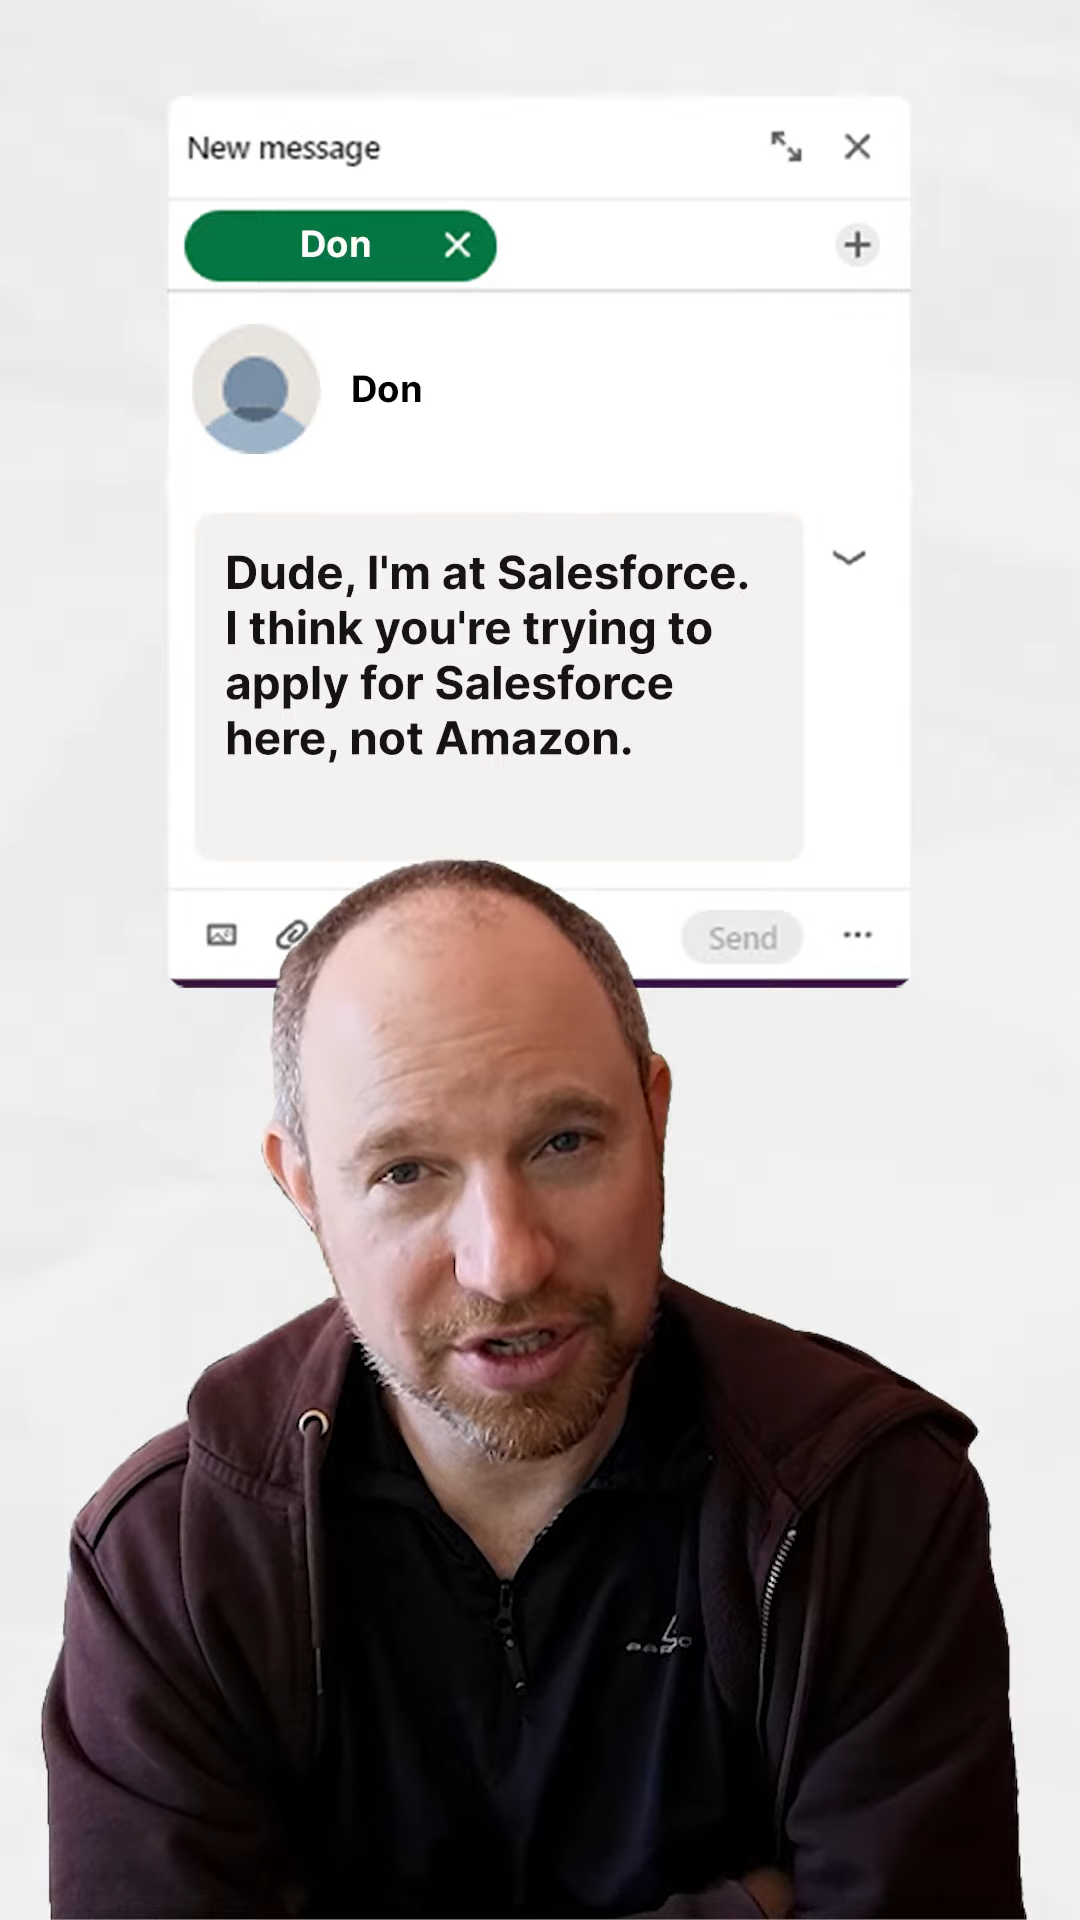 New message
Don
Don
Dude, I'm at Salesforce.
I think you're trying to
apply for Salesforce
here, not Amazon.
Send